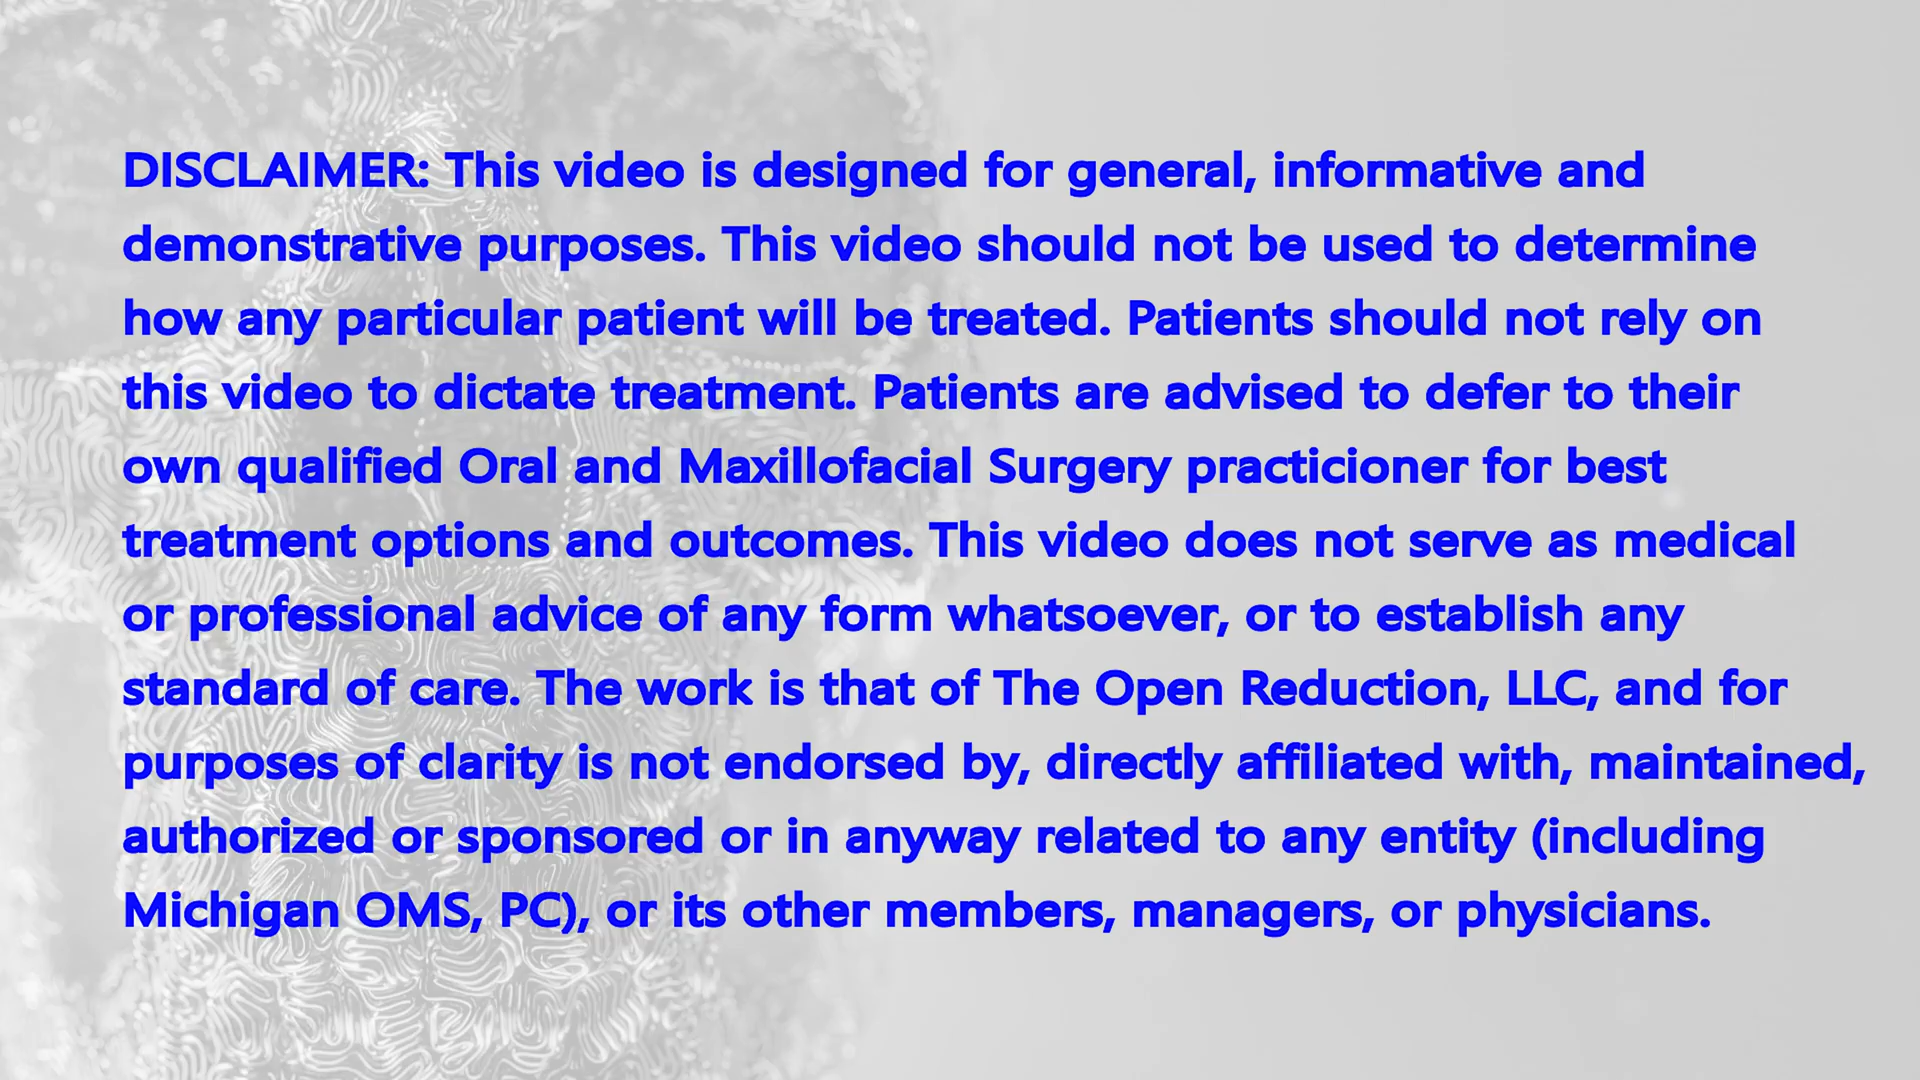 DISCLAIMER: This video is designed for general, informative and
demonstrative purposes. This video should not be used to determine
how any particular patient will be treated. Patients should not rely on
this video to dictate treatment. Patients are advised to defer to their
own qualified Oral and Maxillofacial Surgery practicioner for best
treatment options and outcomes. This video does not serve as medical
or professional advice of any form whatsoever, or to establish any
standard of care. The work is that of The Open Reduction, LLC, and for
purposes of clarity is not endorsed by, directly affiliated with, maintained,
authorized or sponsored or in anyway related to any entity (including
Michigan OMS, PC), or its other members, managers, or physicians.